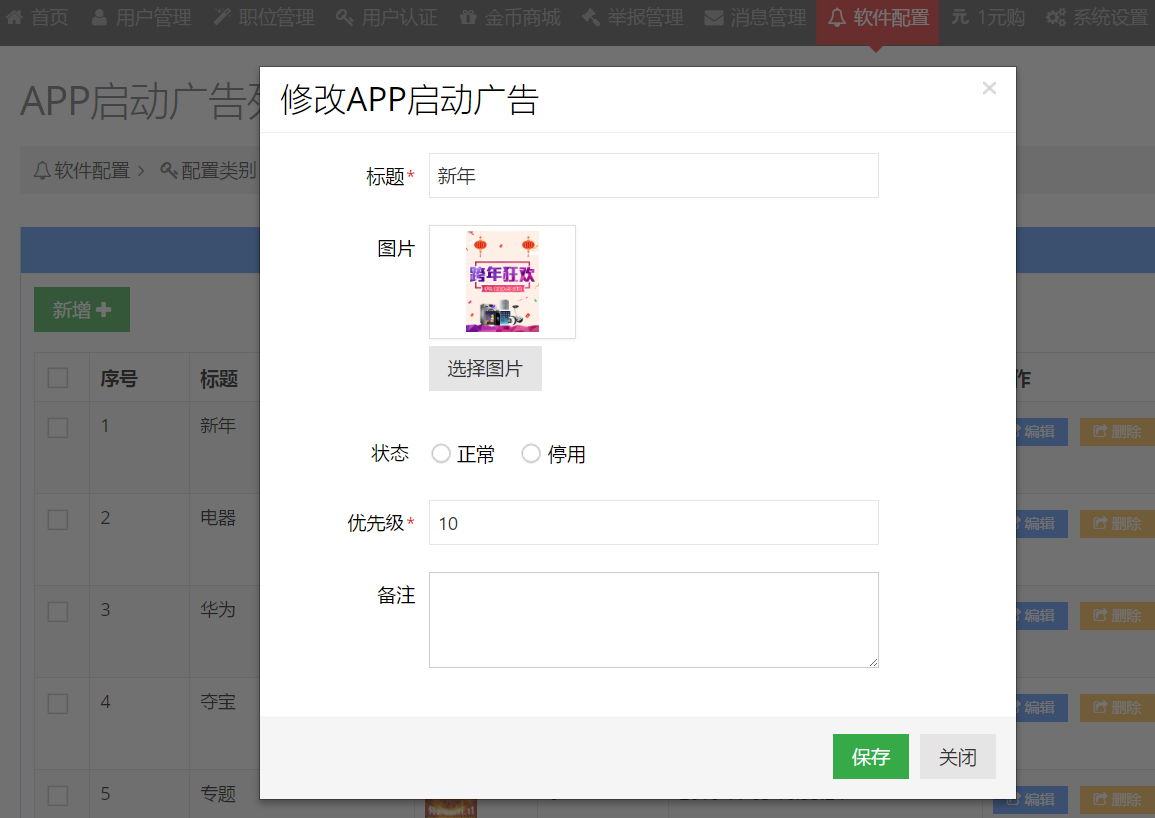 首页 用户管理 职位管理 用户认证 金币商城 举报管理 消息管理 软件配置 元 1元购 系统设置
APP启动广告
修改APP启动广告 ×
软件配置 > 配置类别
标题* 新年
图片
跨年狂欢
选择图片
新增
序号 标题 作
状态 正常 停用
1 新年 编辑 删除
2 电器 编辑 删除
优先级* 10
备注
3 华为 编辑 删除
4 夺宝 编辑 删除
保存 关闭
5 专题 编辑 删除